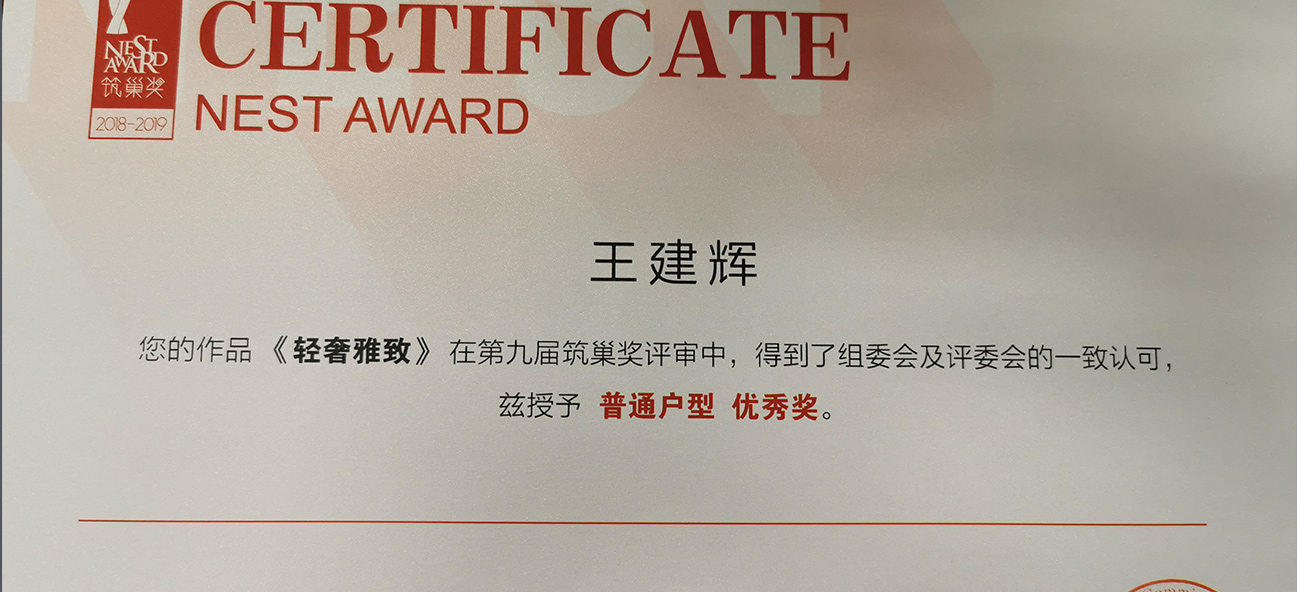 CERTIFICATE
NEST AWARD
NEST
AWARD
筑巢奖
2018-2019
王建辉
您的作品《轻奢雅致》在第九届筑巢奖评审中，得到了组委会及评委会的一致认可，
兹授予 普通户型 优秀奖。